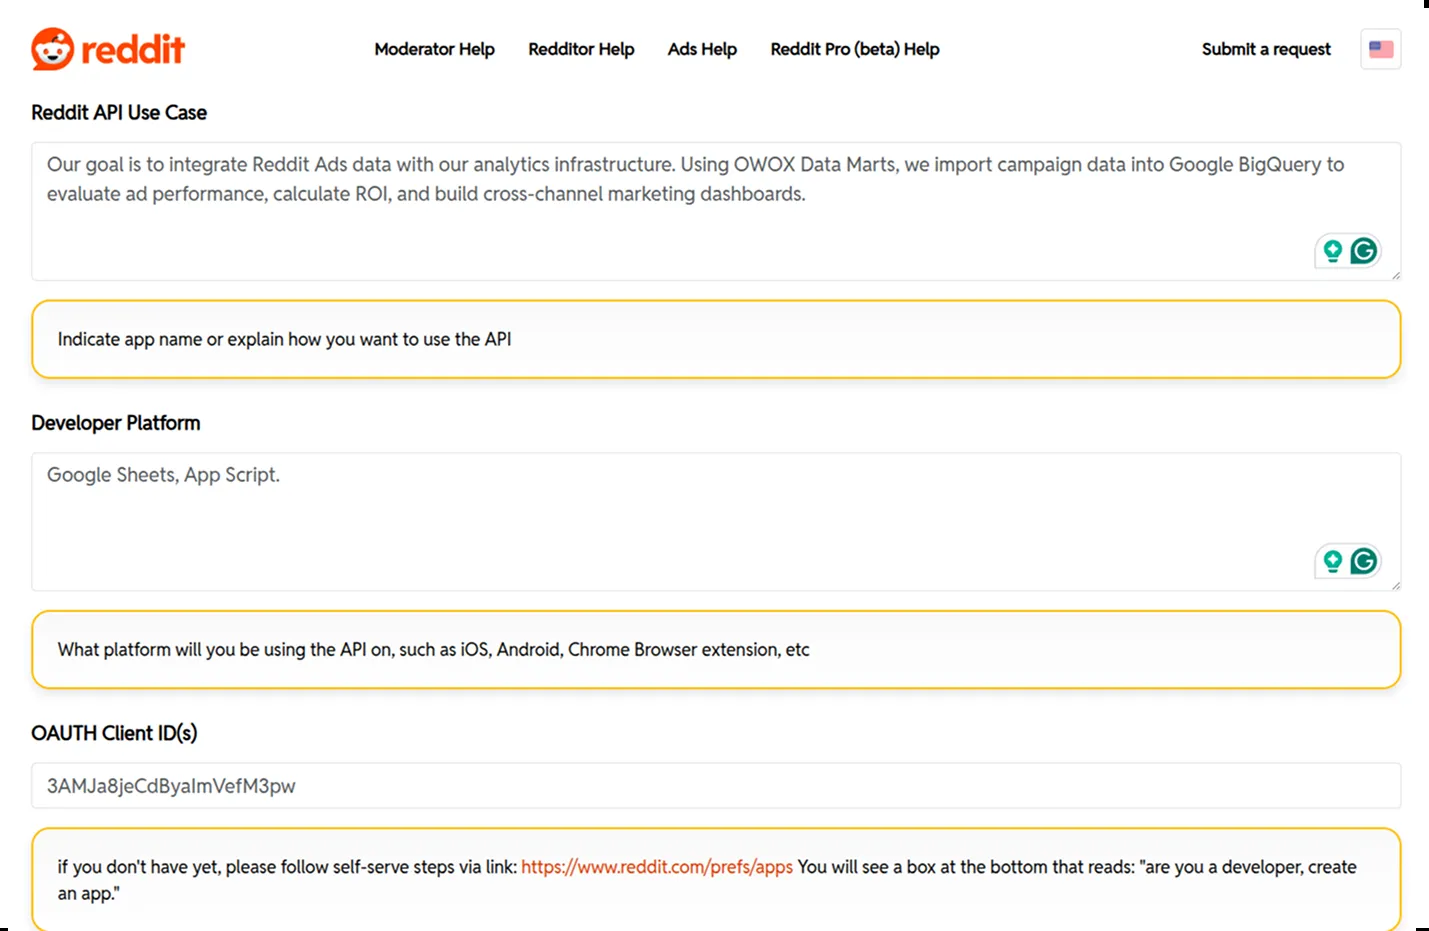 reddit
Moderator Help
Redditor Help
Ads Help
Reddit Pro (beta) Help
Submit a request
Reddit API Use Case
Our goal is to integrate Reddit Ads data with our analytics infrastructure. Using OWOX Data Marts, we import campaign data into Google BigQuery to
evaluate ad performance, calculate ROI, and build cross-channel marketing dashboards.
Indicate app name or explain how you want to use the API
Developer Platform
Google Sheets, App Script.
What platform will you be using the API on, such as iOS, Android, Chrome Browser extension, etc
OAUTH Client ID(s)
3AMJa8jeCdByaImVefM3pw
if you don't have yet, please follow self-serve steps via link: https://www.reddit.com/prefs/apps You will see a box at the bottom that reads: "are you a developer, create
an app."